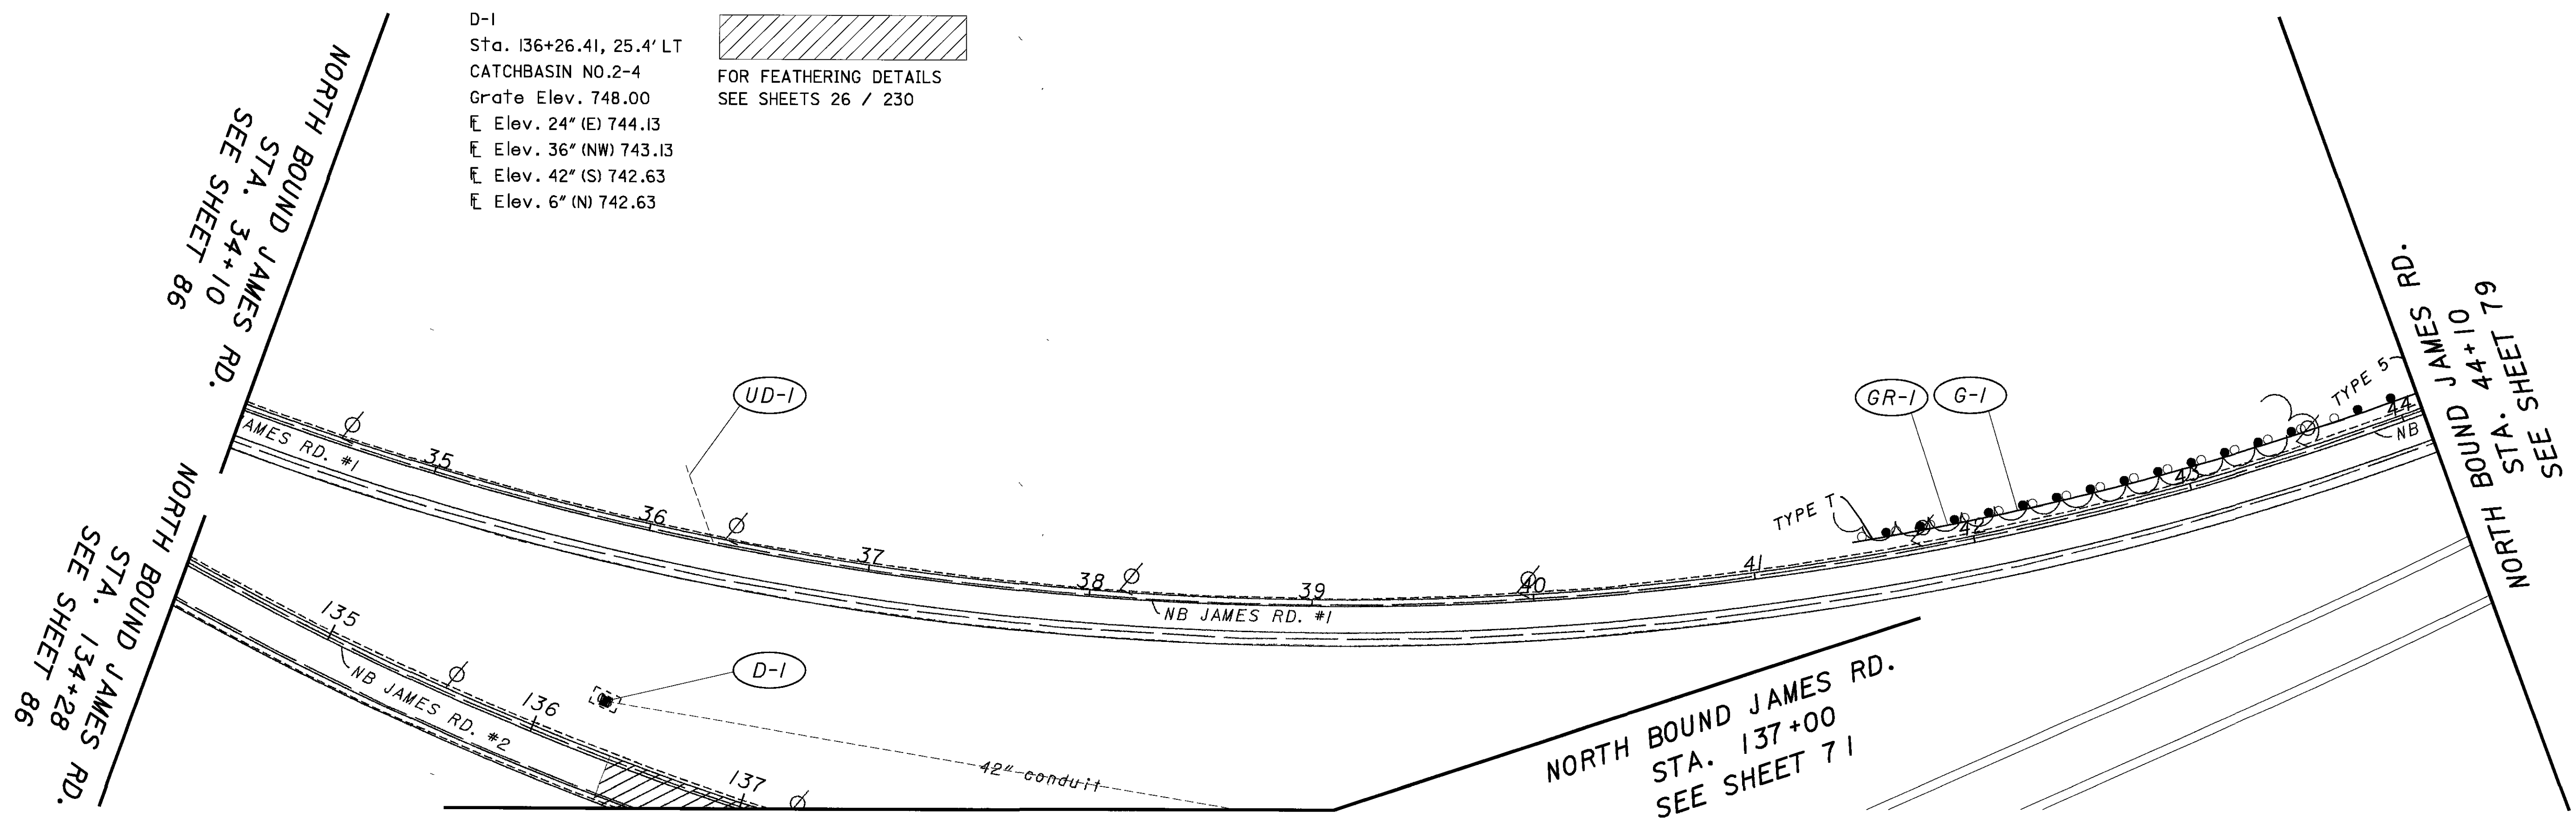 D-1
Sta. 136+26.41, 25.4' LT
CATCHBASIN NO.2-4
Grate Elev. 748.00
FL Elev. 24" (E) 744.13
FL Elev. 36" (NW) 743.13
FL Elev. 42" (S) 742.63
FL Elev. 6" (N) 742.63
FOR FEATHERING DETAILS
SEE SHEETS 26 / 230
NORTH BOUND JAMES RD.
STA. 34+10
SEE SHEET 86
NORTH BOUND JAMES RD.
STA. 134+28
SEE SHEET 86
AMES RD. #1
35
36
37
38
39
40
41
42
43
44
UD-1
GR-1
G-1
TYPE T
TYPE 5
NB
NB JAMES RD. #1
135
136
137
NB JAMES RD. #2
D-1
42" conduit
NORTH BOUND JAMES RD.
STA. 137+00
SEE SHEET 71
NORTH BOUND JAMES RD.
STA. 44+10
SEE SHEET 79